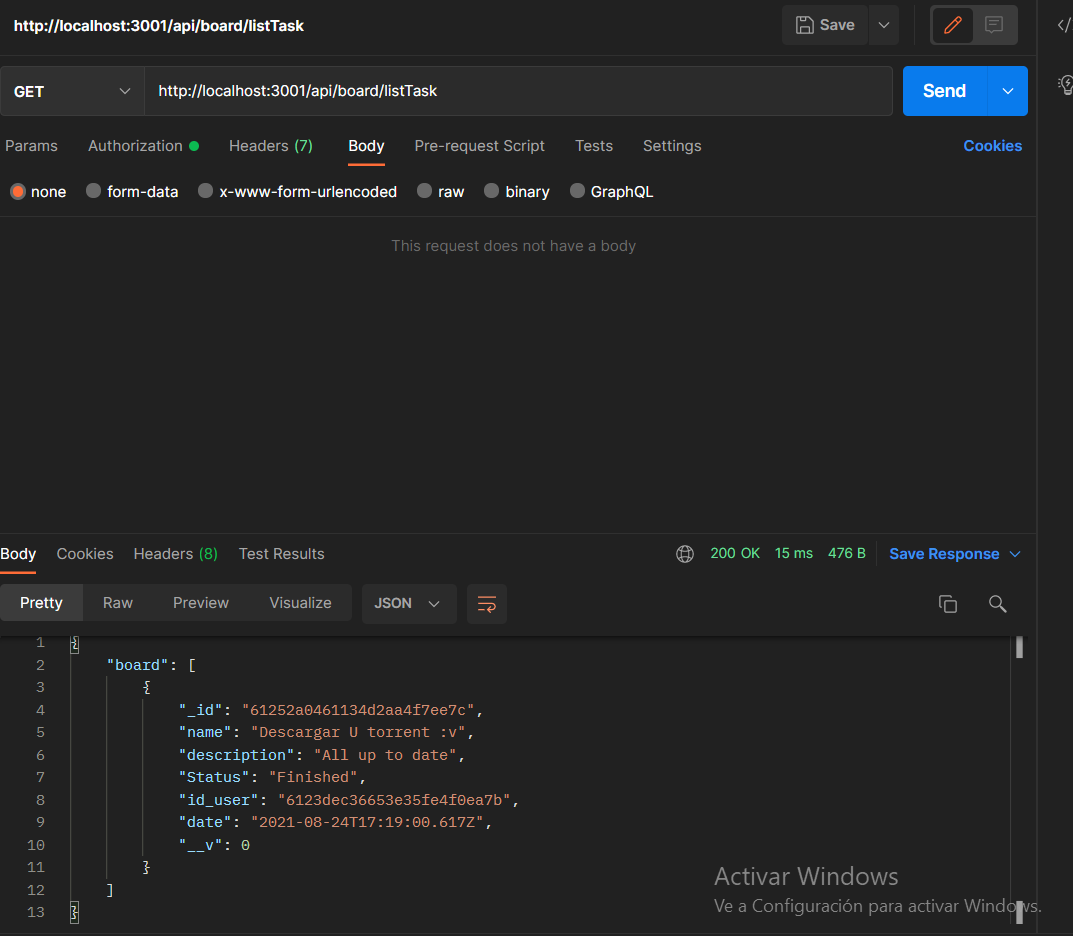 http://localhost:3001/api/board/listTask
Save
GET
http://localhost:3001/api/board/listTask
Send
Params Authorization Headers (7) Body Pre-request Script Tests Settings Cookies
none form-data x-www-form-urlencoded raw binary GraphQL
This request does not have a body
Body Cookies Headers (8) Test Results 200 OK 15 ms 476 B Save Response
Pretty Raw Preview Visualize JSON
1 {
2 "board": [
3 {
4 "_id": "61252a0461134d2aa4f7ee7c",
5 "name": "Descargar U torrent :v",
6 "description": "All up to date",
7 "Status": "Finished",
8 "id_user": "6123dec36653e35fe4f0ea7b",
9 "date": "2021-08-24T17:19:00.617Z",
10 "__v": 0
11 }
12 ]
13 }
Activar Windows
Ve a Configuración para activar Windows.